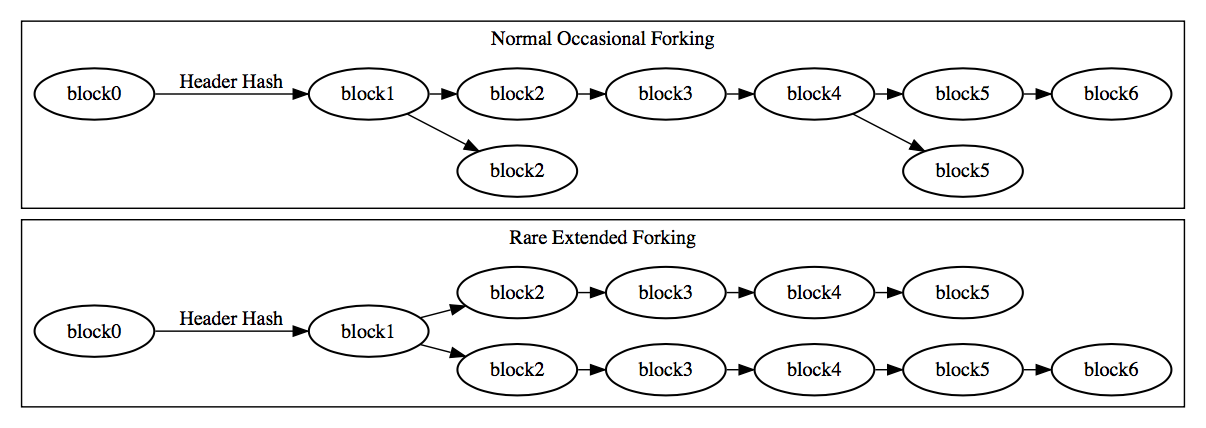 Normal Occasional Forking
block0 Header Hash block1 block2 block3 block4 block5 block6
block2 block5
Rare Extended Forking
block2 block3 block4 block5
block0 Header Hash block1
block2 block3 block4 block5 block6